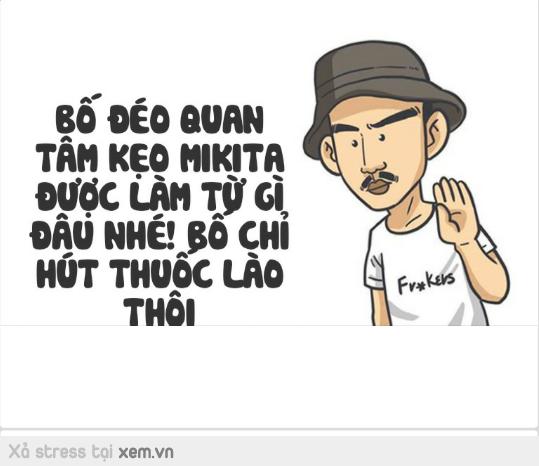 BỐ ĐÉO QUAN
TÂM KẸO MIKITA
ĐƯỢC LÀM TỪ GÌ
ĐÂU NHÉ! BỐ CHỈ
HÚT THUỐC LÀO
THÔI
Fr*Kers
Xả stress tại xem.vn